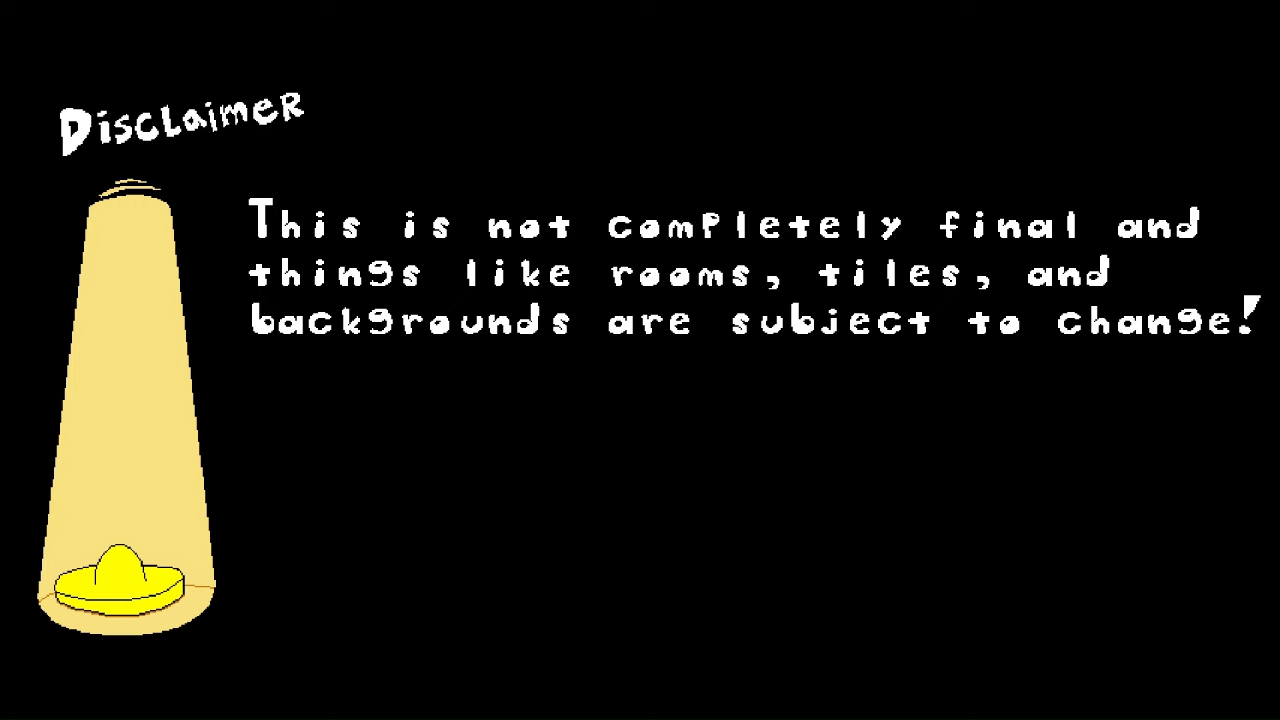 Disclaimer
This is not completely final and
things like rooms, tiles, and
backgrounds are subject to change!